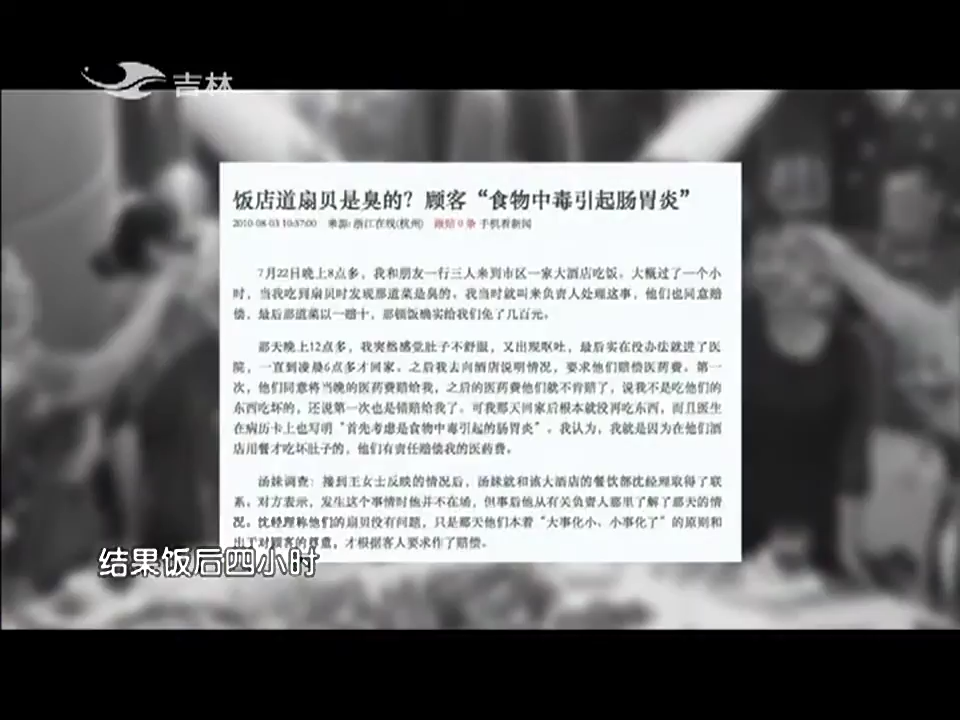 吉林
饭店道扇贝是臭的？顾客“食物中毒引起肠胃炎”
2010-08-03 10:57:00 来源: 浙江在线(杭州) 跟帖 0 条 手机看新闻
7月22日晚上8点多，我和朋友一行三人来到市区一家大酒店吃饭。大概过了一个小
时，当我吃到扇贝时发现那道菜是臭的。我当时就叫来负责人处理这事，他们也同意赔
偿，最后那道菜以一赔十，那顿饭确实给我们免了几百元。
那天晚上12点多，我突然感觉肚子不舒服，又出现呕吐，最后实在没办法就进了医
院，一直到凌晨6点多才回家。之后我去向酒店说明情况，要求他们赔偿医药费。第一
次，他们同意将当晚的医药费赔给我，之后的医药费他们就不肯赔了，说我不是吃他们的
东西吃坏的，还说第一次也是错赔给我了。可我那天回家后根本就没再吃东西，而且医生
在病历卡上也写明“首先考虑是食物中毒引起的肠胃炎”。我认为，我就是因为在他们酒
店用餐才吃坏肚子的，他们有责任赔偿我的医药费。
汤妹调查：接到王女士反映的情况后，汤妹就和该大酒店的餐饮部沈经理取得了联
系。对方表示，发生这个事情时他并不在场，但事后他从有关负责人那里了解了那天的情
况。沈经理称他们的扇贝没有问题，只是那天他们本着“大事化小、小事化了”的原则和
出于对顾客的尊重，才根据客人要求作了赔偿。
结果饭后四小时